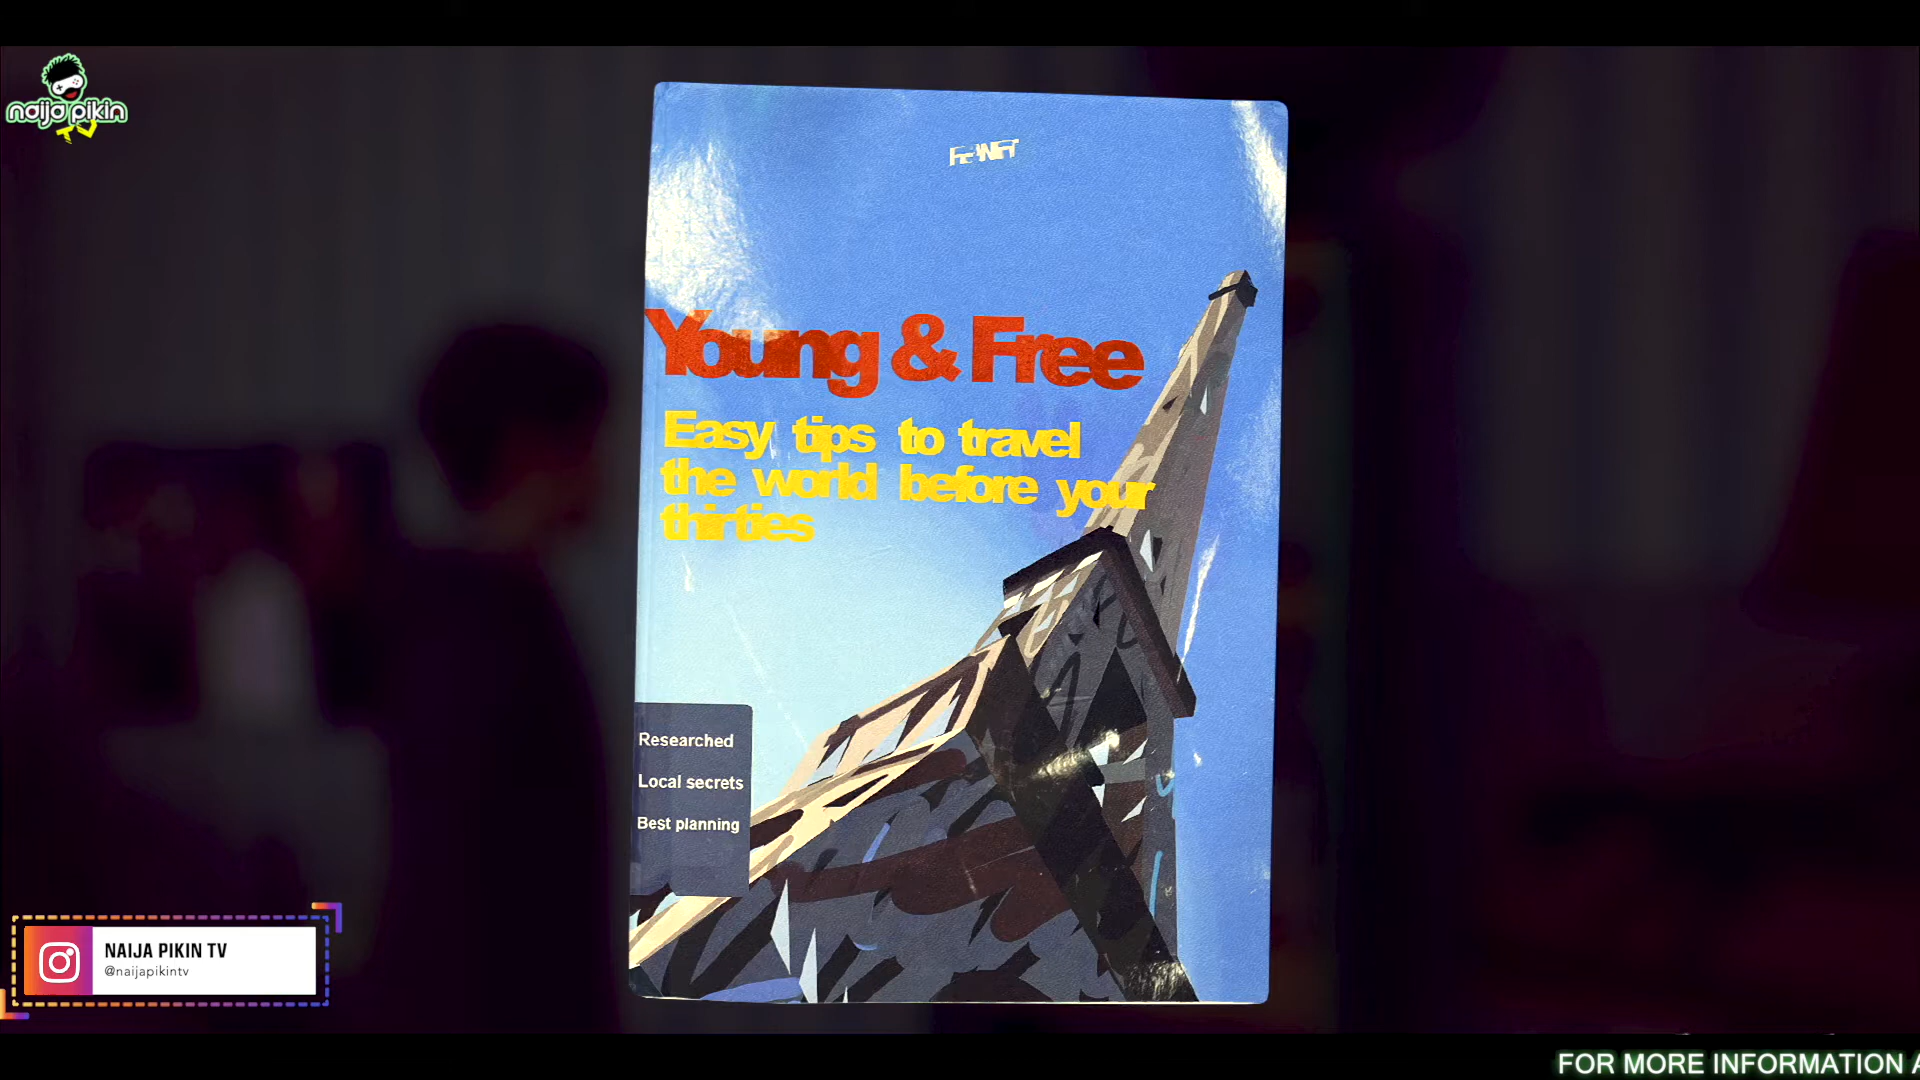 naija pikin
TV
Young & Free
Easy tips to travel
the world before your
thirties
Researched
Local secrets
Best planning
NAIJA PIKIN TV
@naijapikintv
FOR MORE INFORMATION A